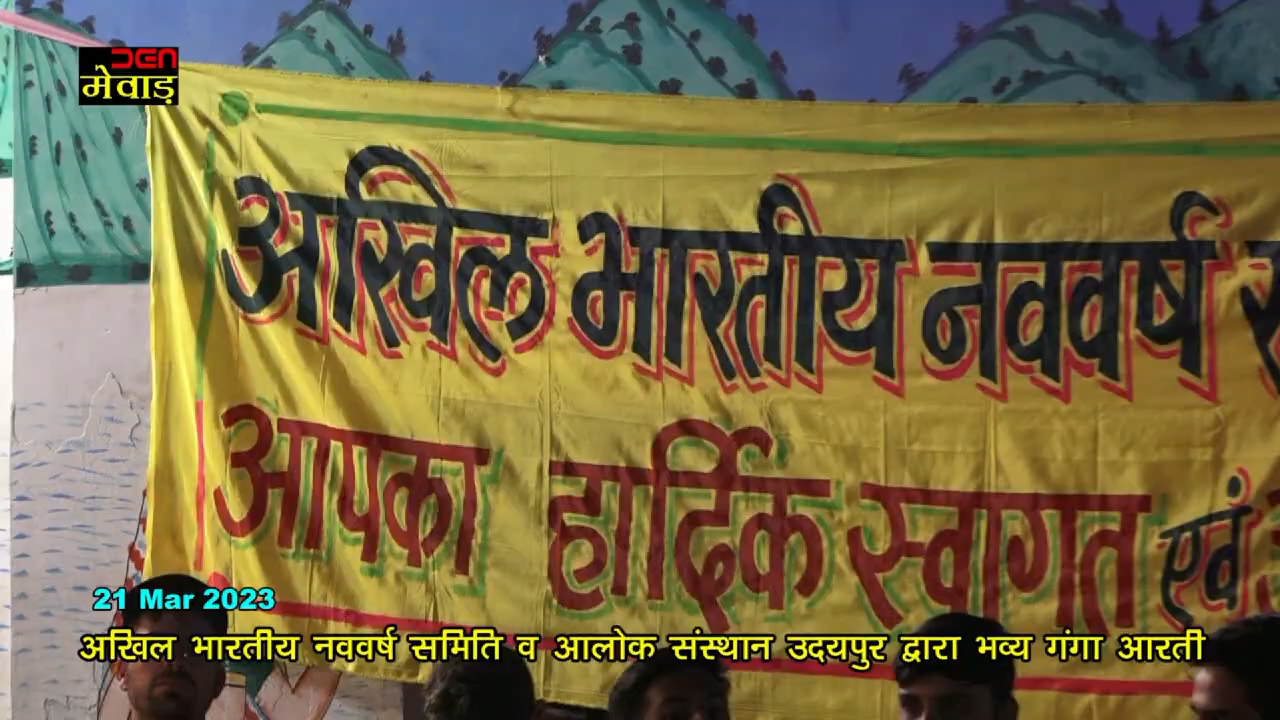 DEN
मेवाड़
अखिल भारतीय नववर्ष
आपका हार्दिक स्वागत एवं
21 Mar 2023
अखिल भारतीय नववर्ष समिति व आलोक संस्थान उदयपुर द्वारा भव्य गंगा आरती